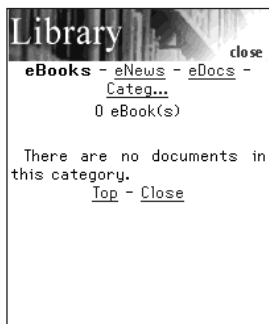 Library
close
eBooks - eNews - eDocs -
Categ...
0 eBook(s)
There are no documents in
this category.
Top - Close